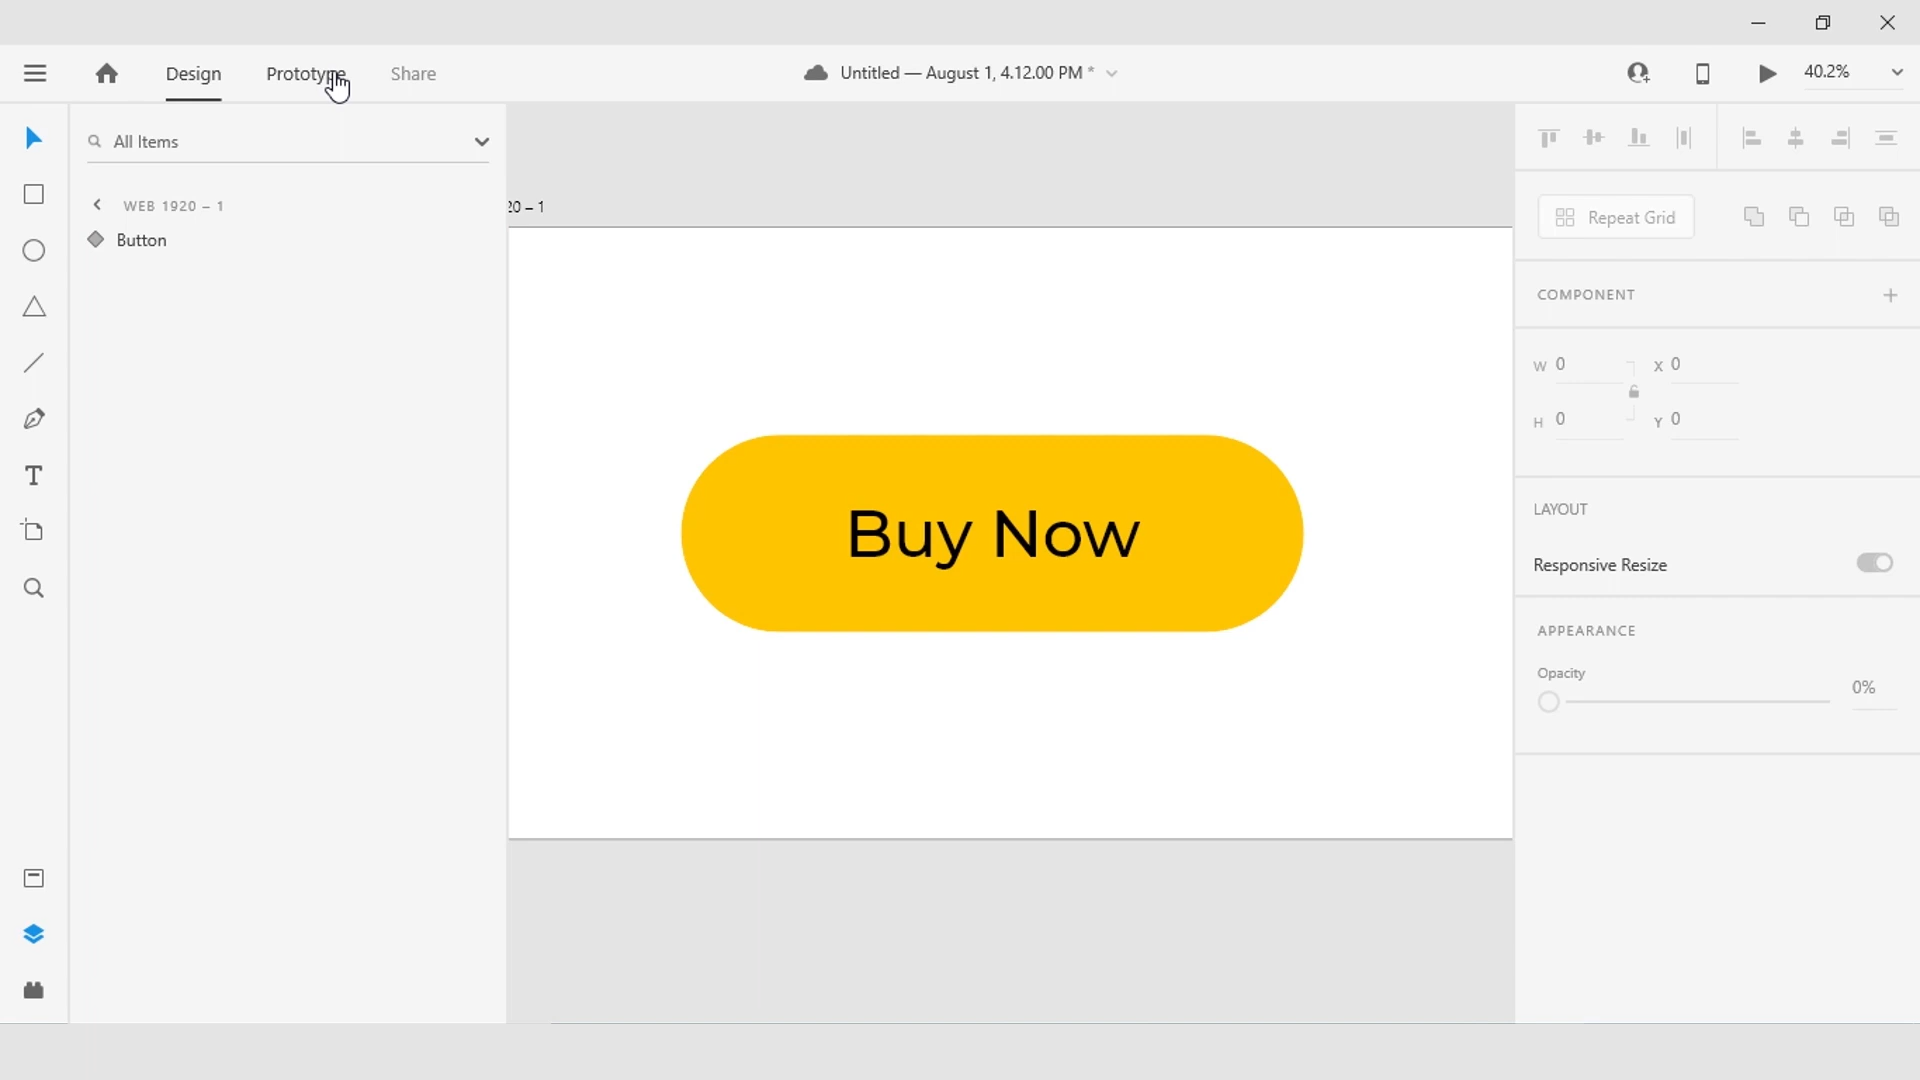 Design Prototype Share
Untitled — August 1, 4.12.00 PM *
40.2%
All Items
WEB 1920 – 1
Button
20 – 1
Buy Now
Repeat Grid
COMPONENT
W 0 X 0
H 0 Y 0
LAYOUT
Responsive Resize
APPEARANCE
Opacity
0%